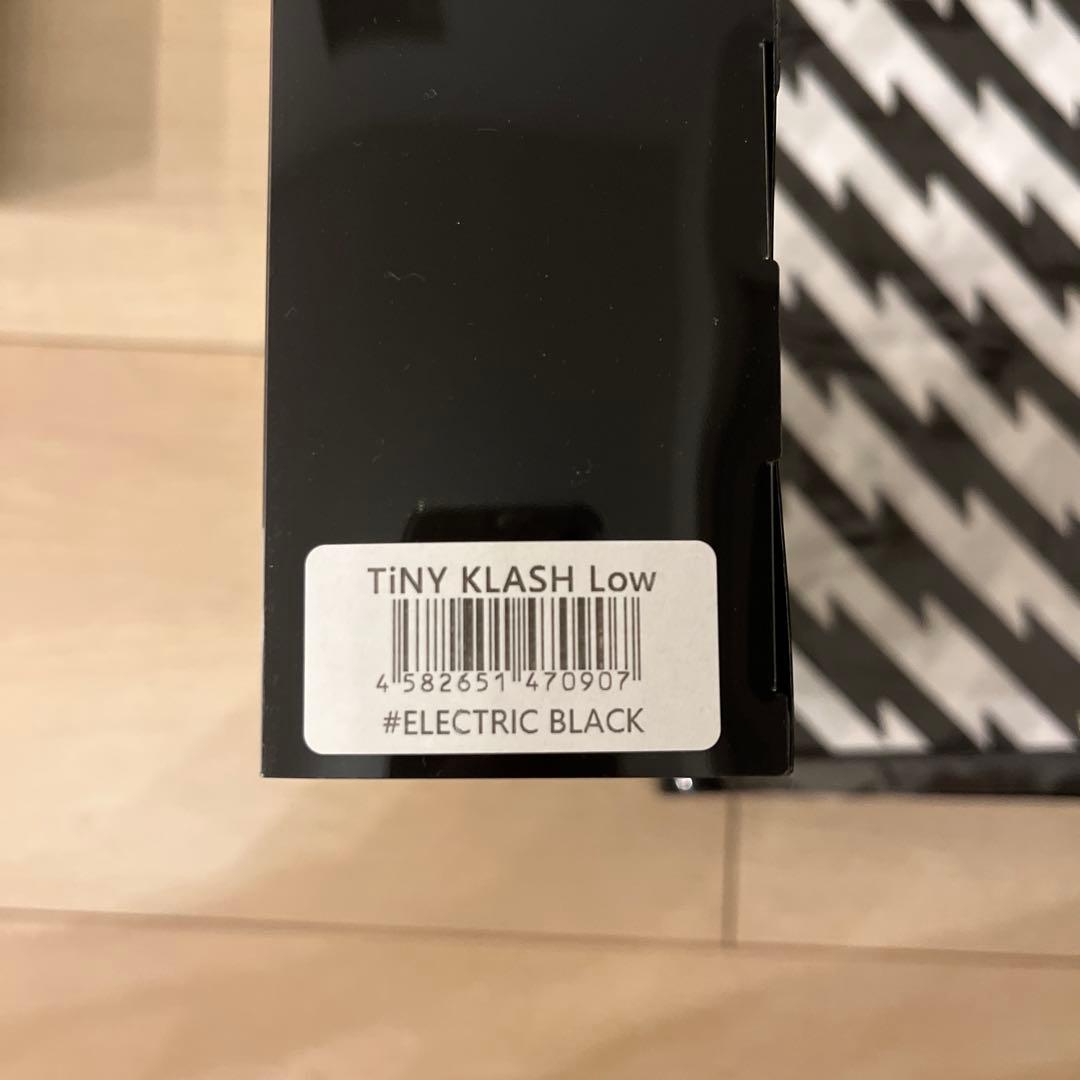 TiNY KLASH Low
4 582651 470907
#ELECTRIC BLACK